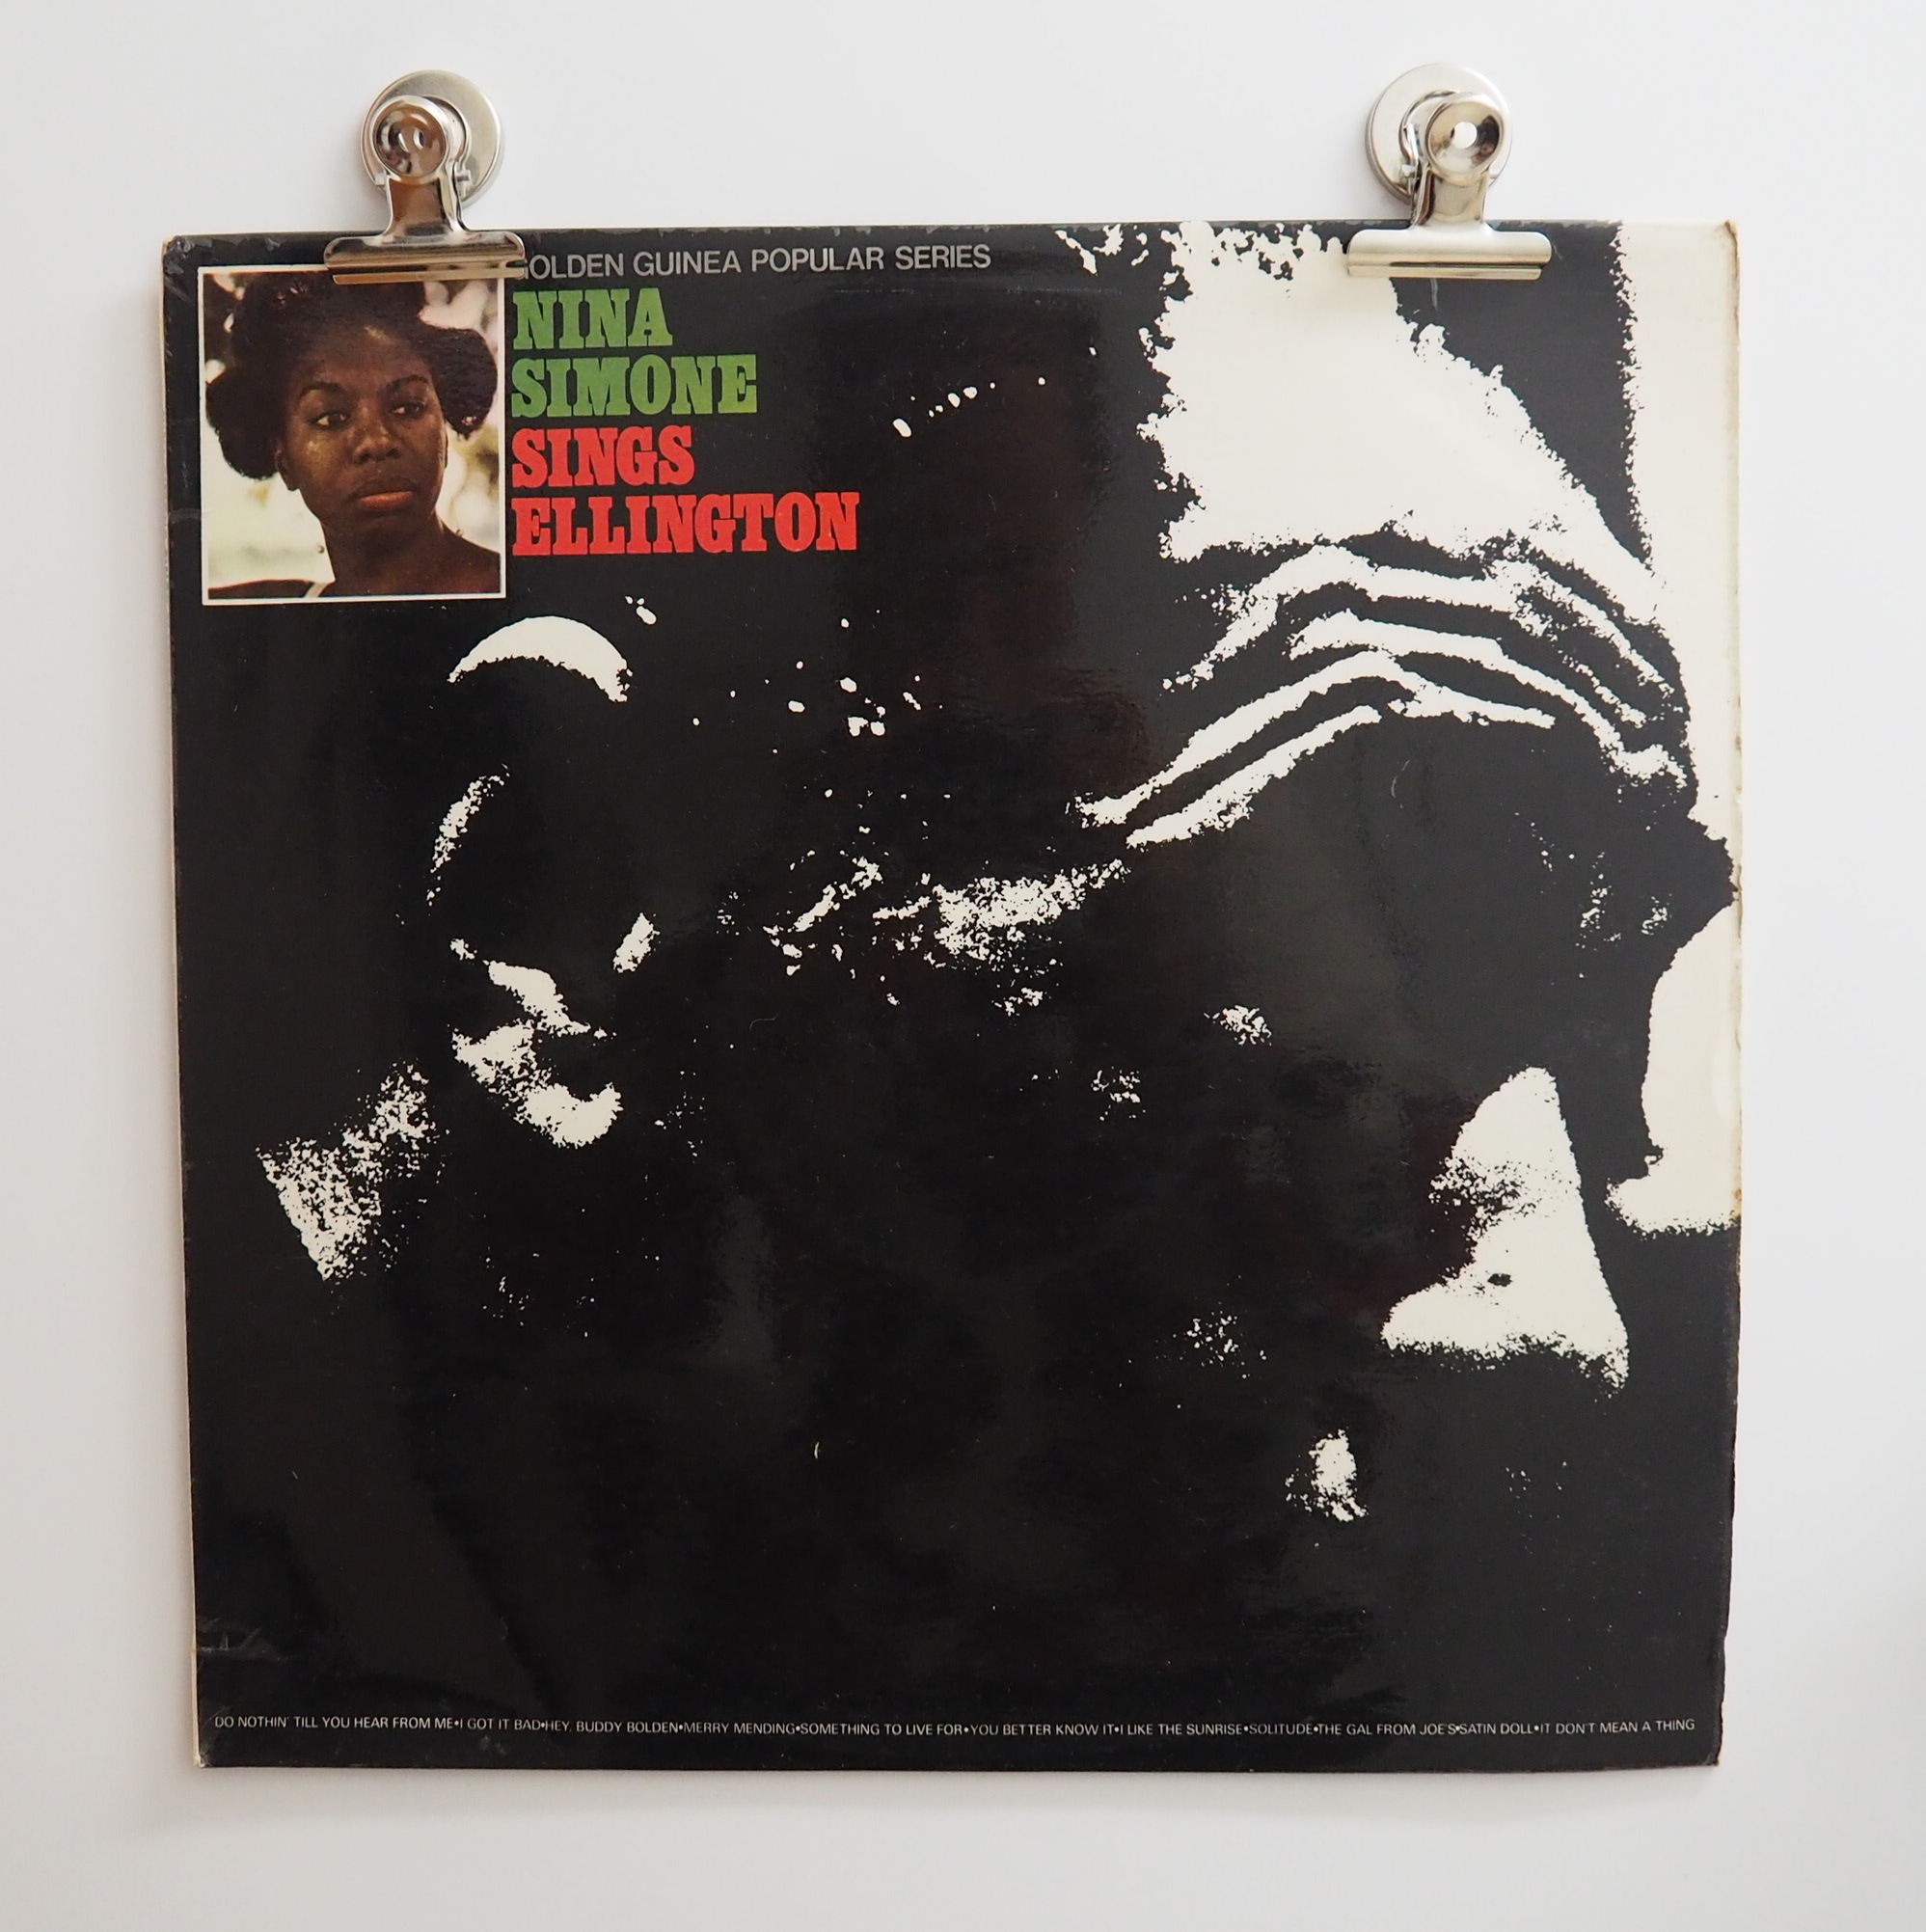 OLDEN GUINEA POPULAR SERIES
NINA
SIMONE
SINGS
ELLINGTON
DO NOTHIN' TILL YOU HEAR FROM ME•I GOT IT BAD•HEY, BUDDY BOLDEN•MERRY MENDING•SOMETHING TO LIVE FOR•YOU BETTER KNOW IT•I LIKE THE SUNRISE•SOLITUDE•THE GAL FROM JOE'S•SATIN DOLL•IT DON'T MEAN A THING